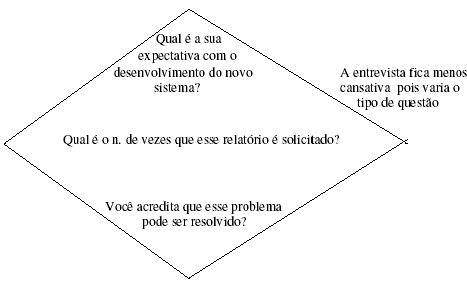 Qual é a sua
expectativa com o
desenvolvimento do novo
sistema?
A entrevista fica menos
cansativa pois varia o
tipo de questão
Qual é o n. de vezes que esse relatório é solicitado?
Você acredita que esse problema
pode ser resolvido?